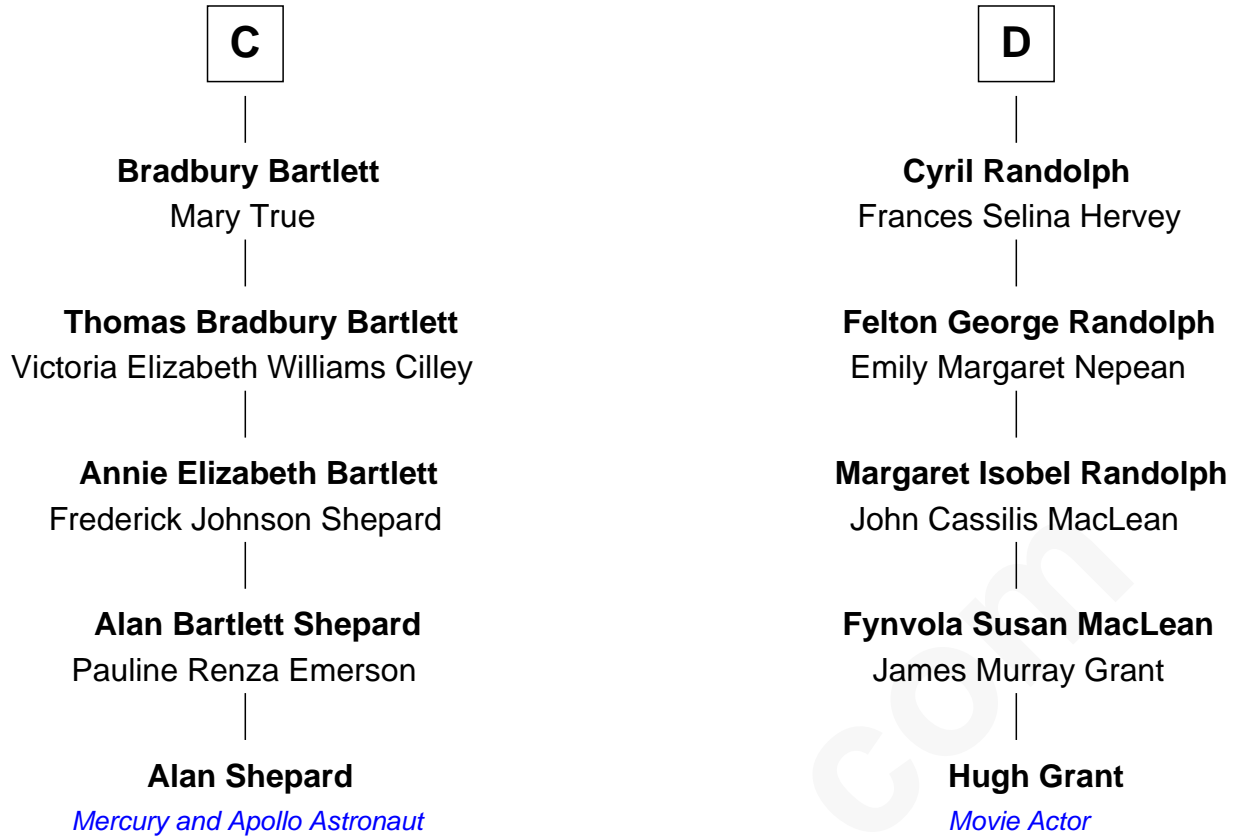 C
Bradbury Bartlett
Mary True
Thomas Bradbury Bartlett
Victoria Elizabeth Williams Cilley
Annie Elizabeth Bartlett
Frederick Johnson Shepard
Alan Bartlett Shepard
Pauline Renza Emerson
Alan Shepard
Mercury and Apollo Astronaut
D
Cyril Randolph
Frances Selina Hervey
Felton George Randolph
Emily Margaret Nepean
Margaret Isobel Randolph
John Cassilis MacLean
Fynvola Susan MacLean
James Murray Grant
Hugh Grant
Movie Actor
com